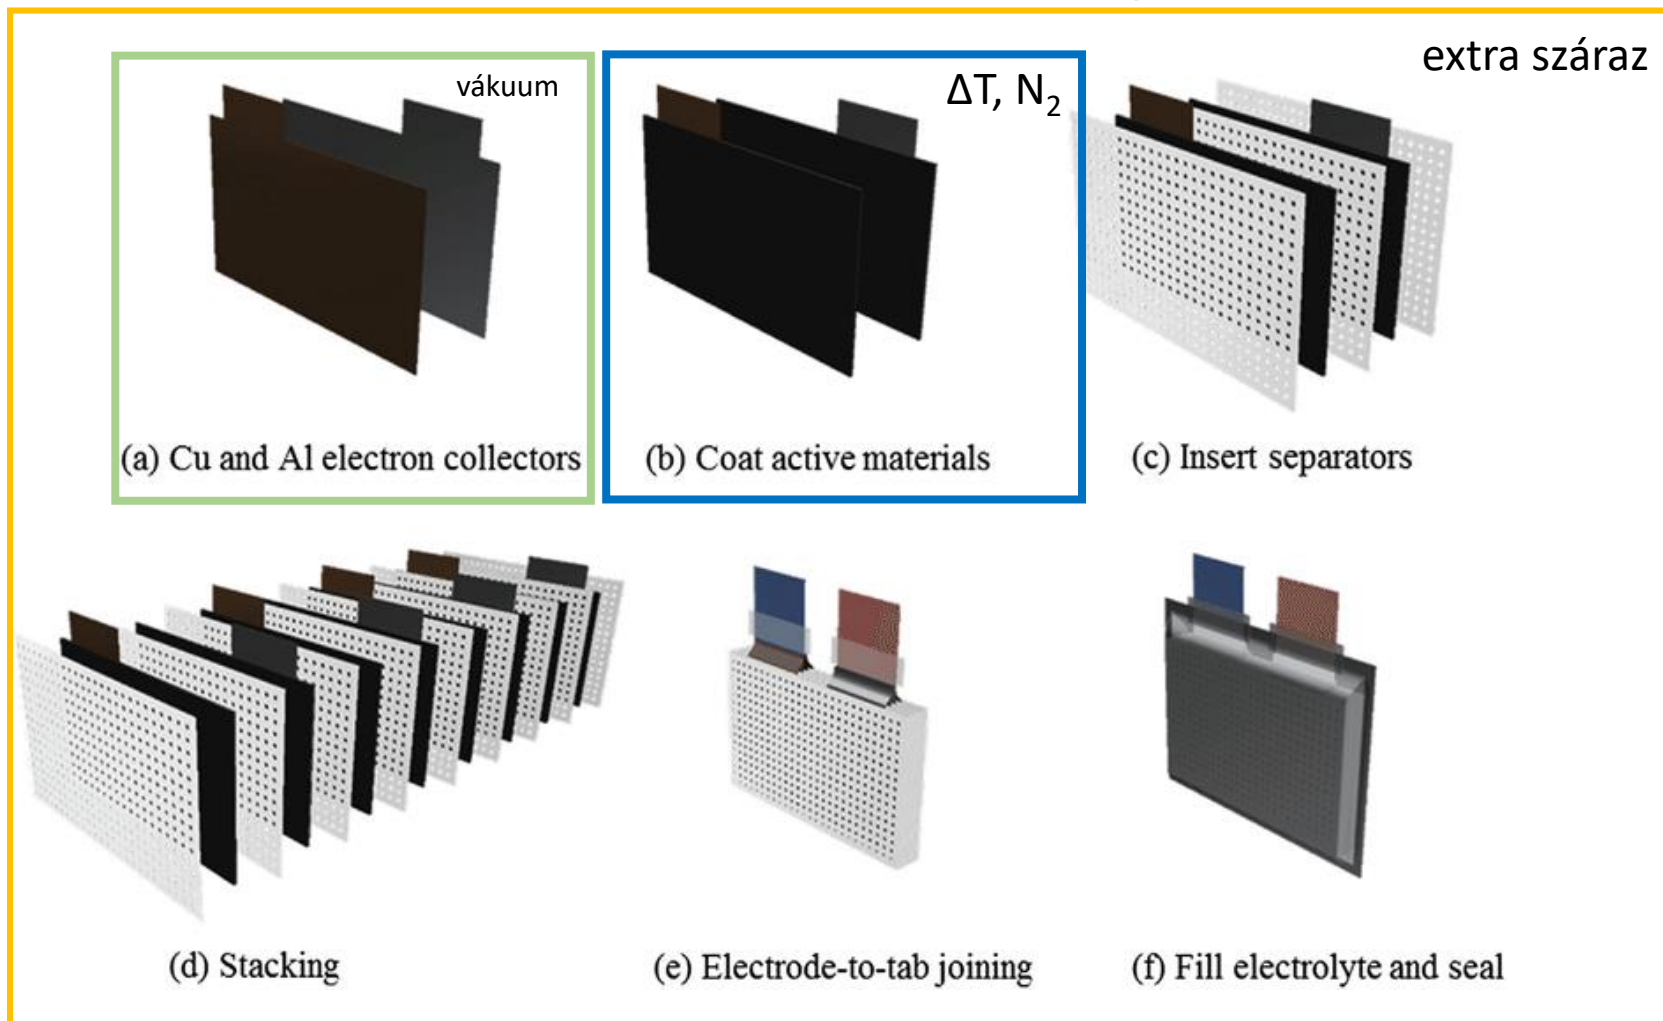 extra száraz
vákuum
ΔT, N₂
(a) Cu and Al electron collectors
(b) Coat active materials
(c) Insert separators
(d) Stacking
(e) Electrode-to-tab joining
(f) Fill electrolyte and seal